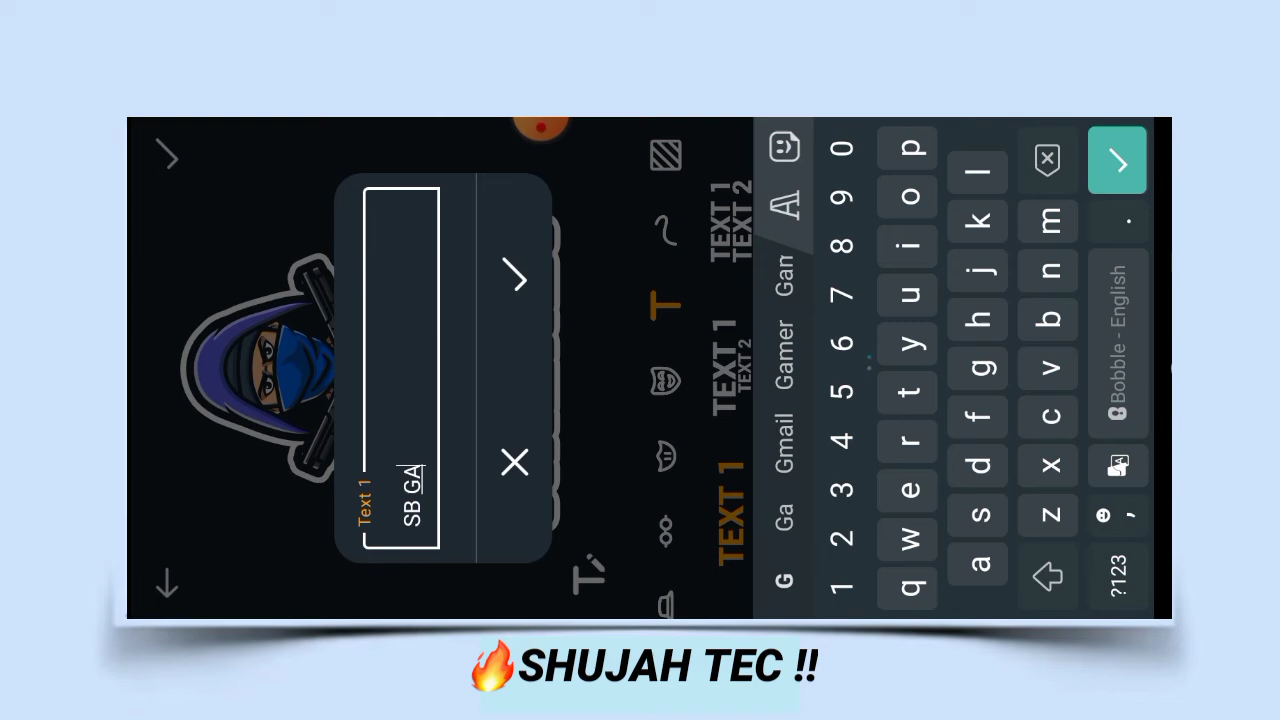 Text 1
SB GA
TEXT 1
TEXT 1
TEXT 2
TEXT 1
TEXT 2
G Ga Gmail Gamer Gam
1 2 3 4 5 6 7 8 9 0
q w e r t y u i o p
a s d f g h j k l
z x c v b n m
?123 , Bobble - English .
🔥SHUJAH TEC !!